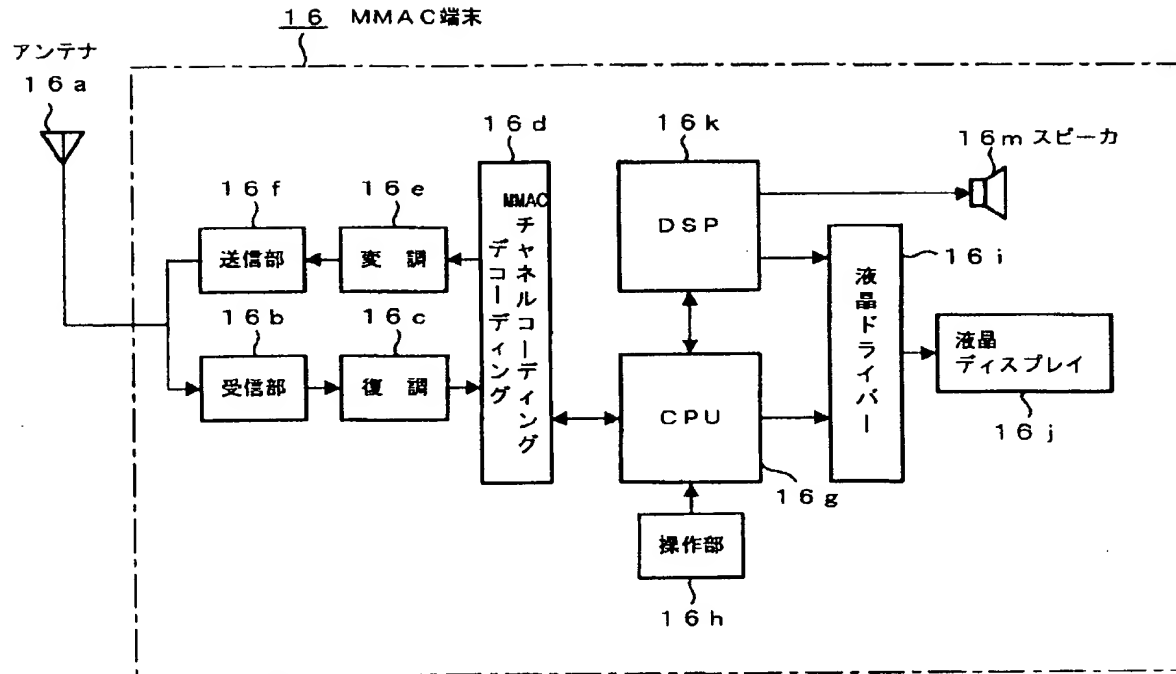 １６ ＭＭＡＣ端末
アンテナ
１６ａ
１６ｄ
１６ｋ
１６ｍ スピーカ
１６ｆ
１６ｅ
送信部
変 調
MMAC
チャネルコーディング
デコーディング
ＤＳＰ
液晶ドライバー
１６ｉ
１６ｂ
１６ｃ
受信部
復 調
ＣＰＵ
液晶
ディスプレイ
１６ｊ
１６ｇ
操作部
１６ｈ